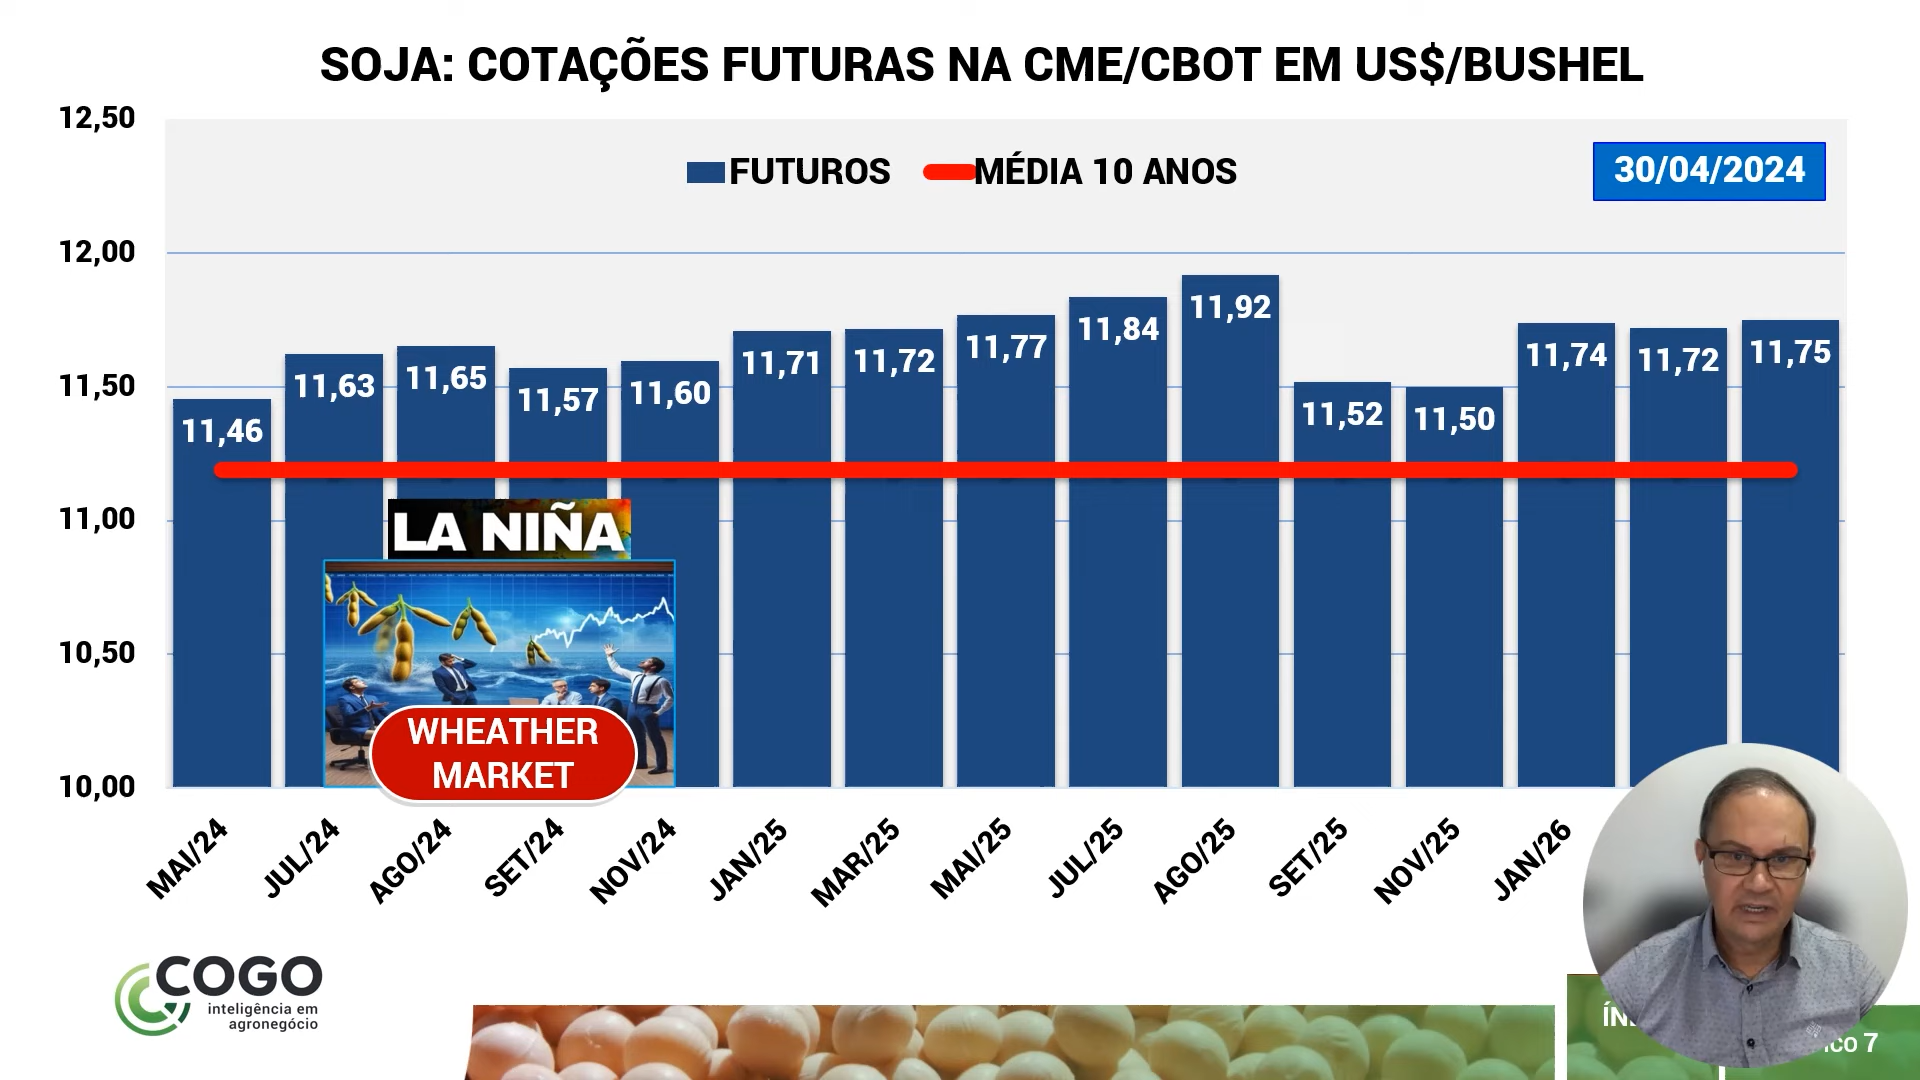 SOJA: COTAÇÕES FUTURAS NA CME/CBOT EM US$/BUSHEL
12,50
12,00
11,50
11,00
10,50
10,00
FUTUROS MÉDIA 10 ANOS
30/04/2024
11,46 11,63 11,65 11,57 11,60 11,71 11,72 11,77 11,84 11,92 11,52 11,50 11,74 11,72 11,75
LA NIÑA
WHEATHER
MARKET
MAI/24 JUL/24 AGO/24 SET/24 NOV/24 JAN/25 MAR/25 MAI/25 JUL/25 AGO/25 SET/25 NOV/25 JAN/26
COGO
inteligência em
agronegócio
7